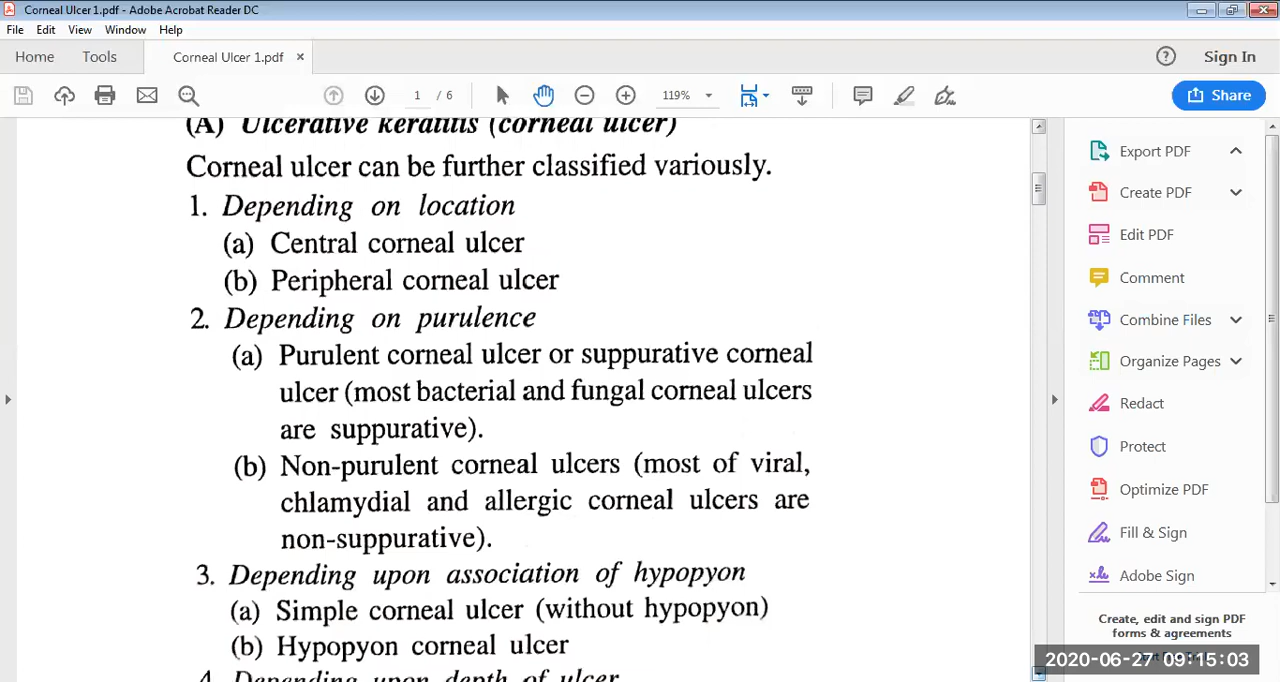 Corneal Ulcer 1.pdf - Adobe Acrobat Reader DC
File Edit View Window Help
Home Tools Corneal Ulcer 1.pdf × ? Sign In
1 / 6 119% Share
(A) Ulcerative keratitis (corneal ulcer)
Corneal ulcer can be further classified variously.
1. Depending on location
(a) Central corneal ulcer
(b) Peripheral corneal ulcer
2. Depending on purulence
(a) Purulent corneal ulcer or suppurative corneal
ulcer (most bacterial and fungal corneal ulcers
are suppurative).
(b) Non-purulent corneal ulcers (most of viral,
chlamydial and allergic corneal ulcers are
non-suppurative).
3. Depending upon association of hypopyon
(a) Simple corneal ulcer (without hypopyon)
(b) Hypopyon corneal ulcer
4. Depending upon depth of ulcer
Export PDF
Create PDF
Edit PDF
Comment
Combine Files
Organize Pages
Redact
Protect
Optimize PDF
Fill & Sign
Adobe Sign
Create, edit and sign PDF
forms & agreements
2020-06-27 09:15:03